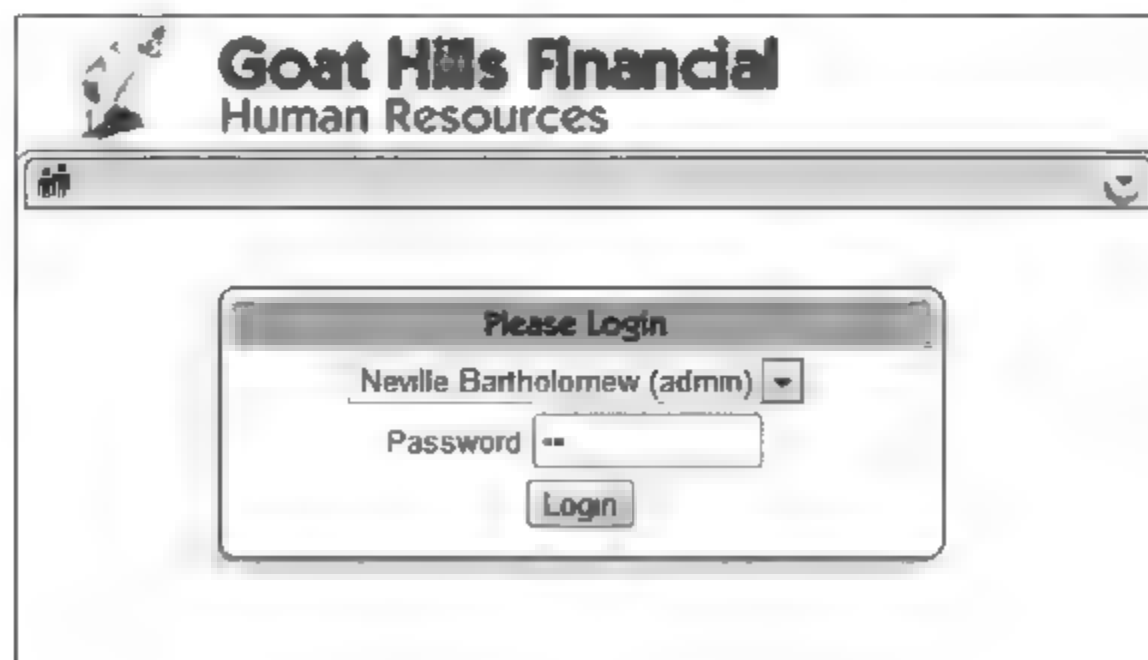 Goat Hills Financial
Human Resources
Please Login
Neville Bartholomew (admin)
Password
Login